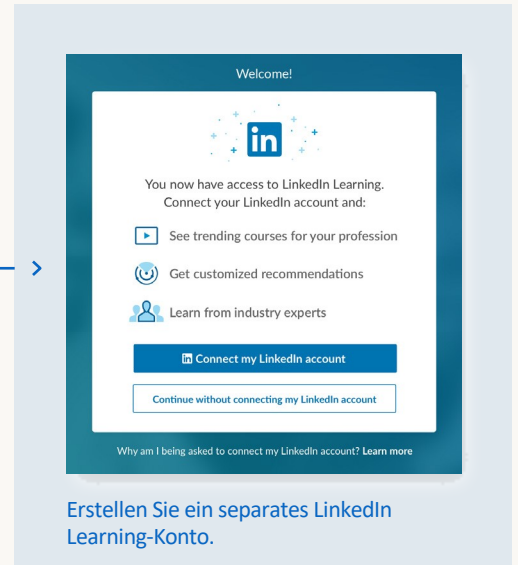 Welcome!
in
You now have access to LinkedIn Learning.
Connect your LinkedIn account and:
See trending courses for your profession
Get customized recommendations
Learn from industry experts
in Connect my LinkedIn account
Continue without connecting my LinkedIn account
Why am I being asked to connect my LinkedIn account? Learn more
Erstellen Sie ein separates LinkedIn
Learning-Konto.